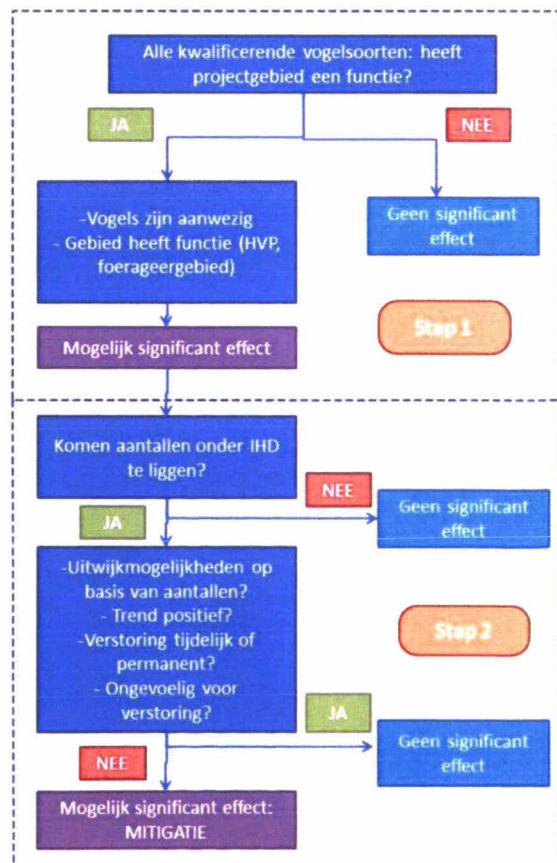 Alle kwalificerende vogelsoorten: heeft
projectgebied een functie?
JA
NEE
-Vogels zijn aanwezig
- Gebied heeft functie (HVP,
foerageergebied)
Geen significant
effect
Stap 1
Mogelijk significant effect
Komen aantallen onder IHD
te liggen?
NEE
JA
Geen significant
effect
-Uitwijkmogelijkheden op
basis van aantallen?
- Trend positief?
-Verstoring tijdelijk of
permanent?
- Ongevoelig voor
verstoring?
Stap 2
JA
NEE
Geen significant
effect
Mogelijk significant effect:
MITIGATIE